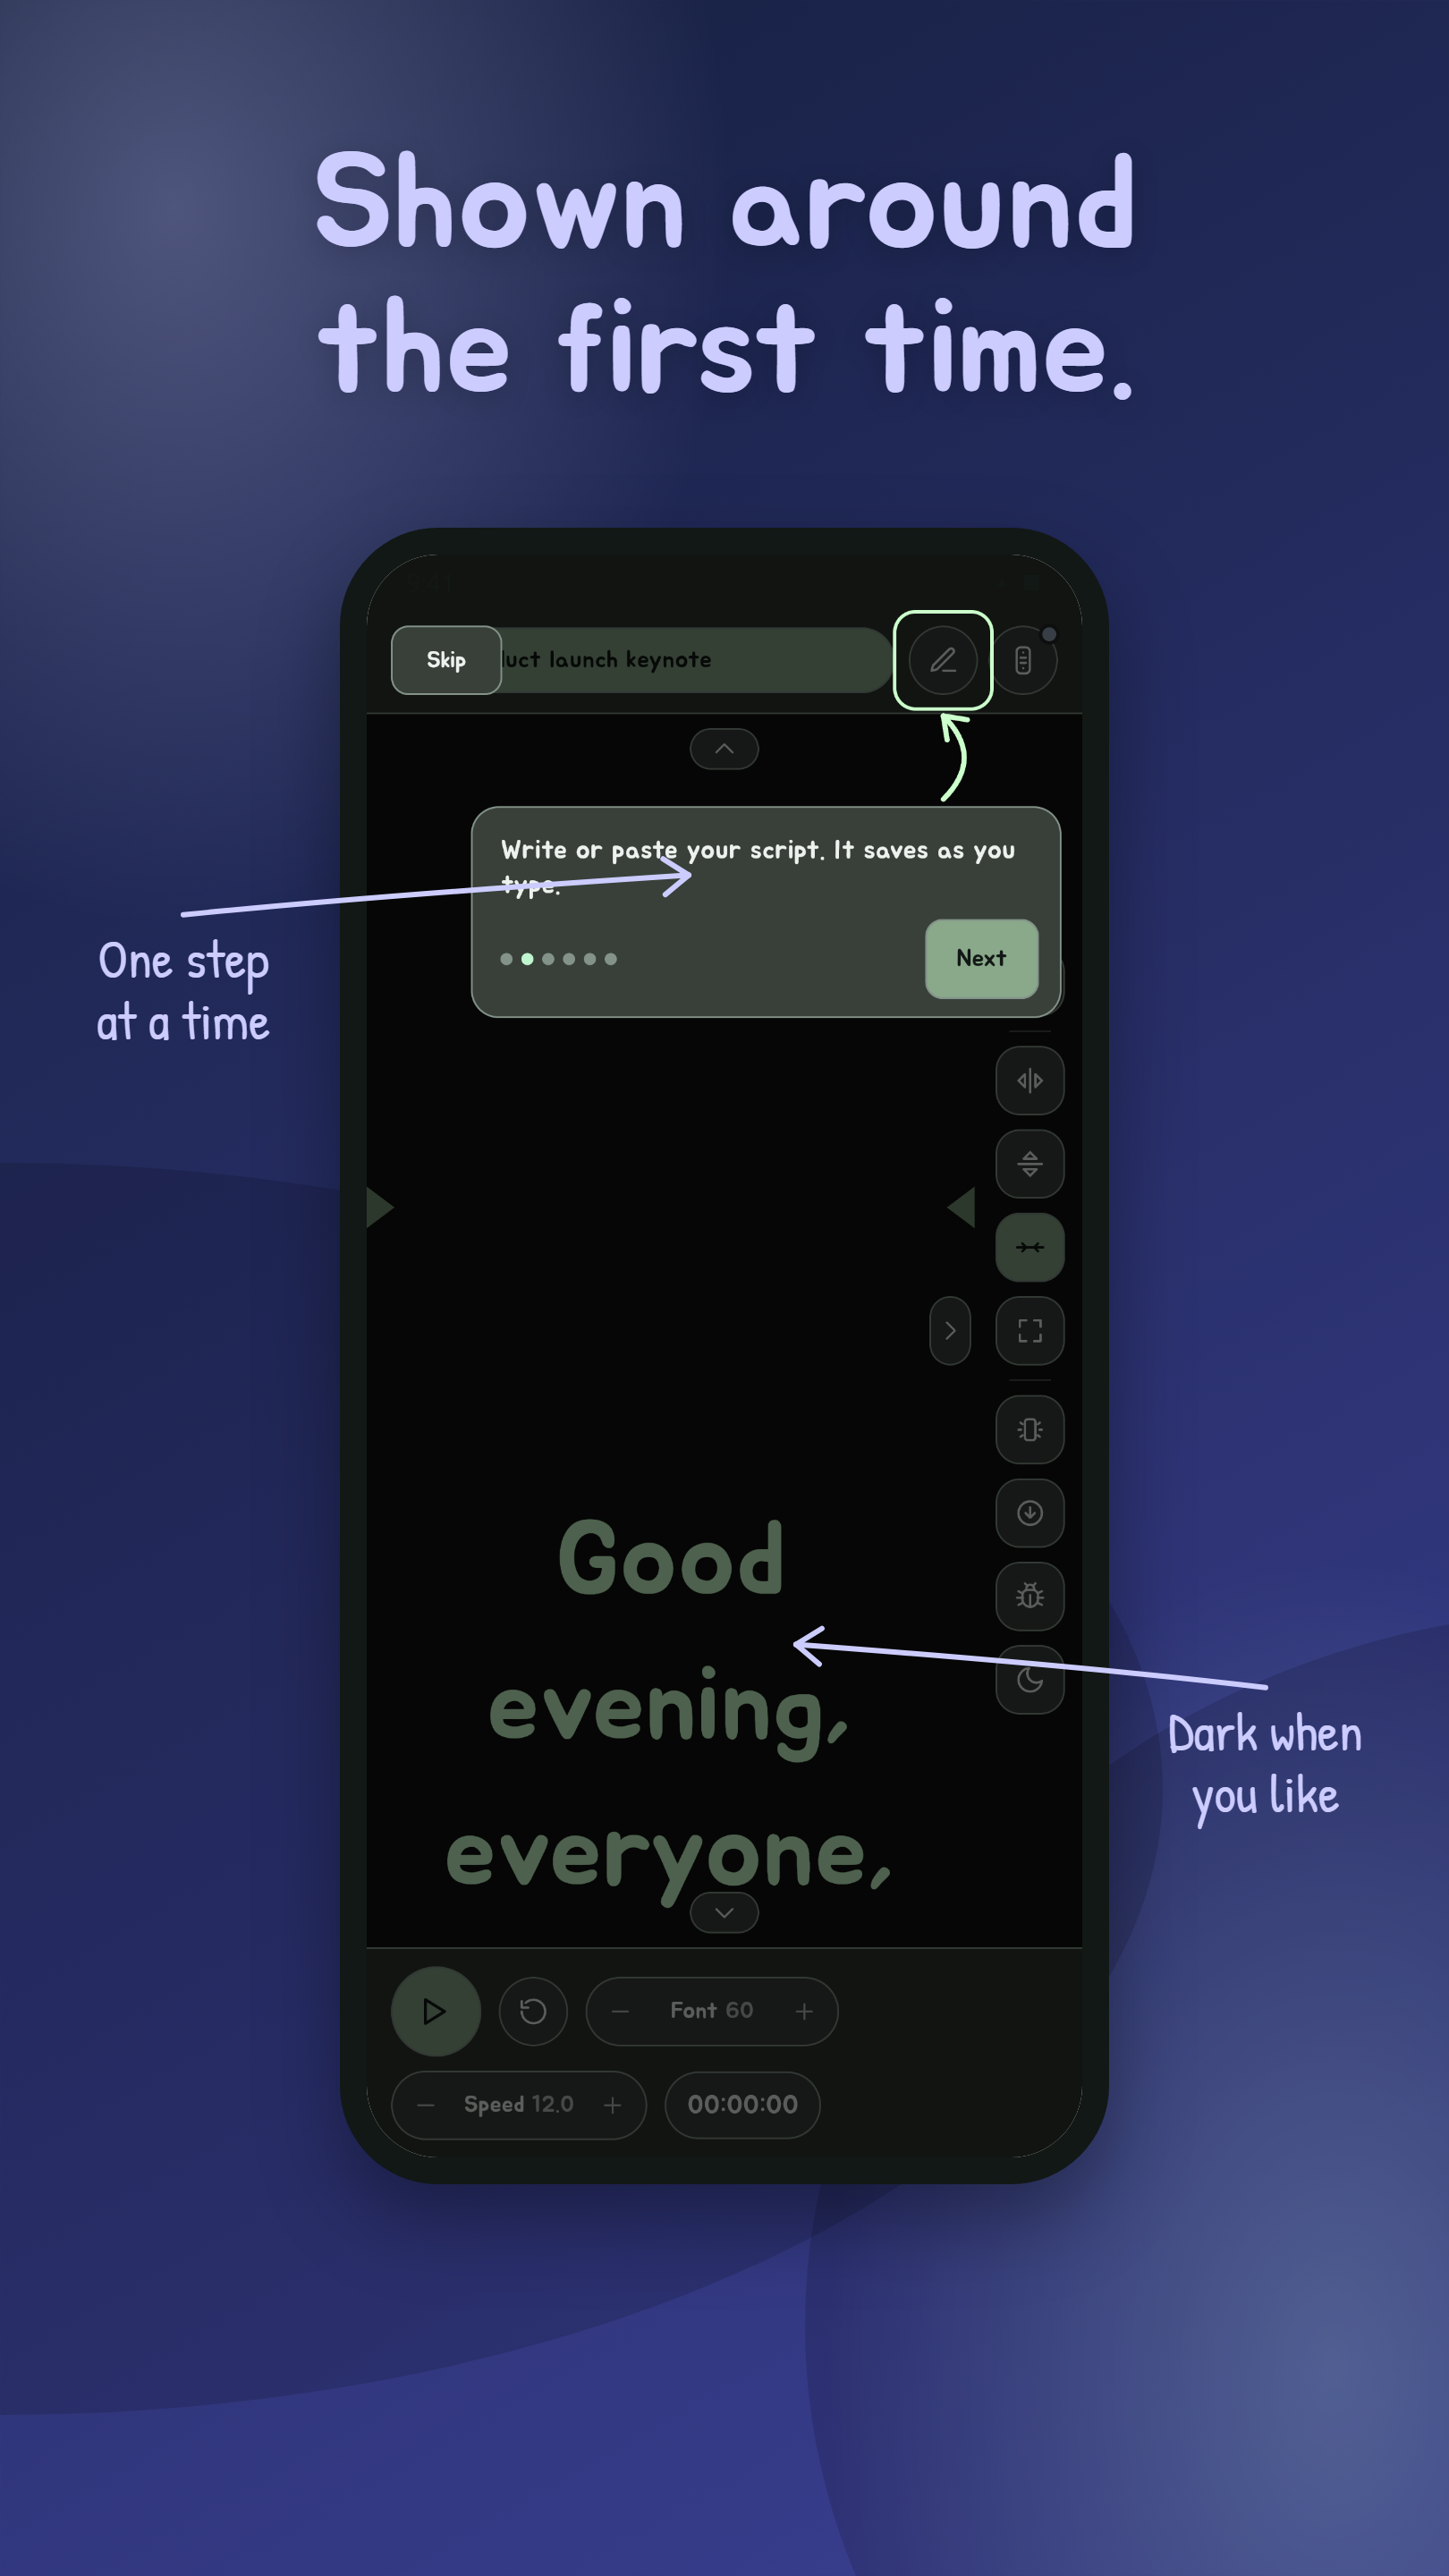 Shown around
the first time.
Skip
duct launch keynote
Write or paste your script. It saves as you
type.
Next
One step
at a time
Good
evening,
everyone,
Dark when
you like
Font 60
Speed 12.0
00:00:00